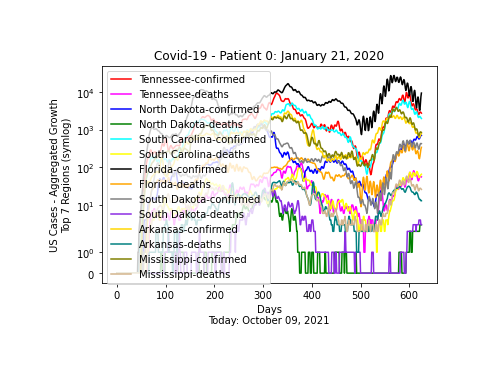 Covid-19 - Patient 0: January 21, 2020
US Cases - Aggregated Growth
Top 7 Regions (symlog)
10⁴
10³
10²
10¹
10⁰
0
Tennessee-confirmed
Tennessee-deaths
North Dakota-confirmed
North Dakota-deaths
South Carolina-confirmed
South Carolina-deaths
Florida-confirmed
Florida-deaths
South Dakota-confirmed
South Dakota-deaths
Arkansas-confirmed
Arkansas-deaths
Mississippi-confirmed
Mississippi-deaths
0 100 200 300 400 500 600
Days
Today: October 09, 2021